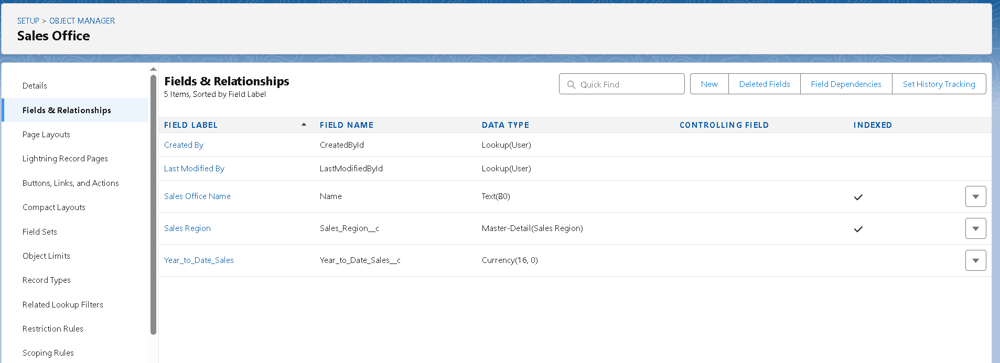 SETUP > OBJECT MANAGER
Sales Office
Details
Fields & Relationships
Page Layouts
Lightning Record Pages
Buttons, Links, and Actions
Compact Layouts
Field Sets
Object Limits
Record Types
Related Lookup Filters
Restriction Rules
Scoping Rules
Fields & Relationships
5 Items, Sorted by Field Label
Quick Find New Deleted Fields Field Dependencies Set History Tracking
FIELD LABEL FIELD NAME DATA TYPE CONTROLLING FIELD INDEXED
Created By CreatedById Lookup(User)
Last Modified By LastModifiedById Lookup(User)
Sales Office Name Name Text(80)
Sales Region Sales_Region__c Master-Detail(Sales Region)
Year_to_Date_Sales Year_to_Date_Sales__c Currency(16, 0)